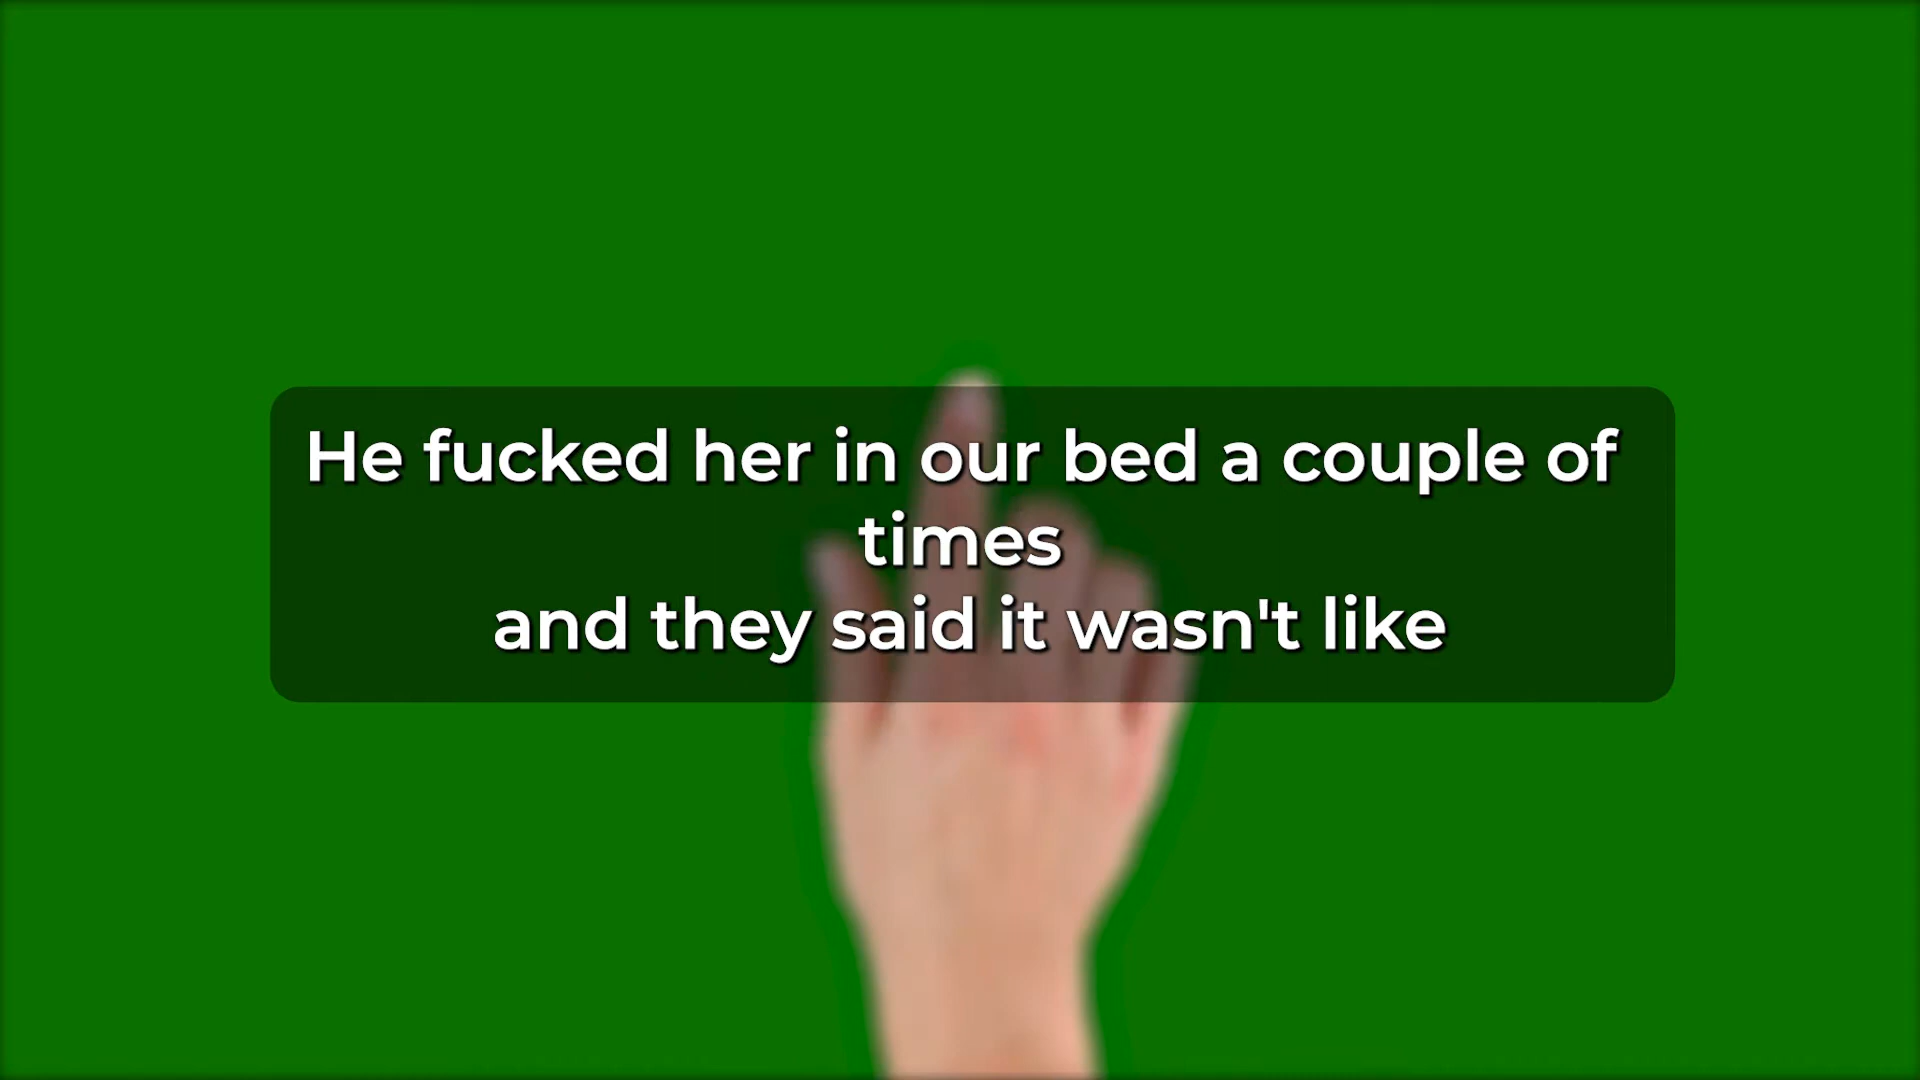 He fucked her in our bed a couple of
times
and they said it wasn't like